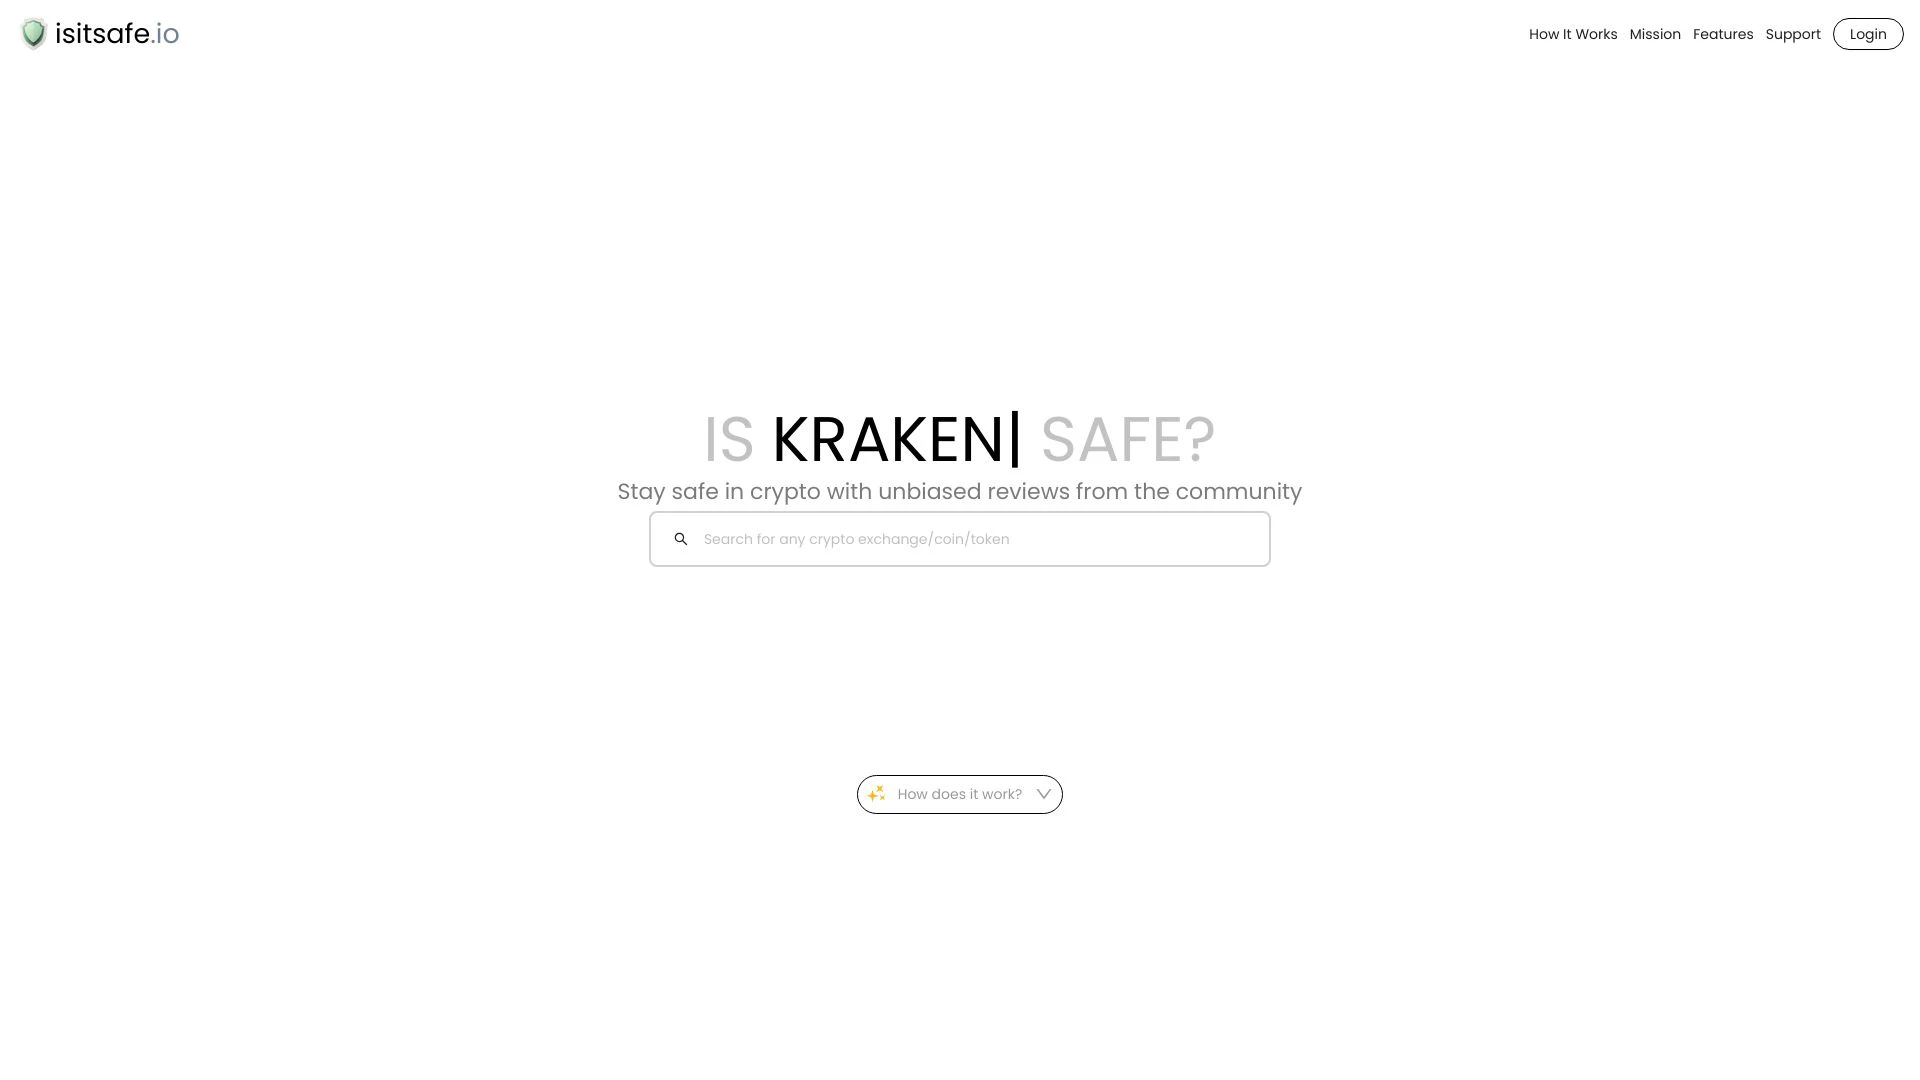 isitsafe.io
How It Works Mission Features Support Login
IS KRAKEN| SAFE?
Stay safe in crypto with unbiased reviews from the community
Search for any crypto exchange/coin/token
How does it work?